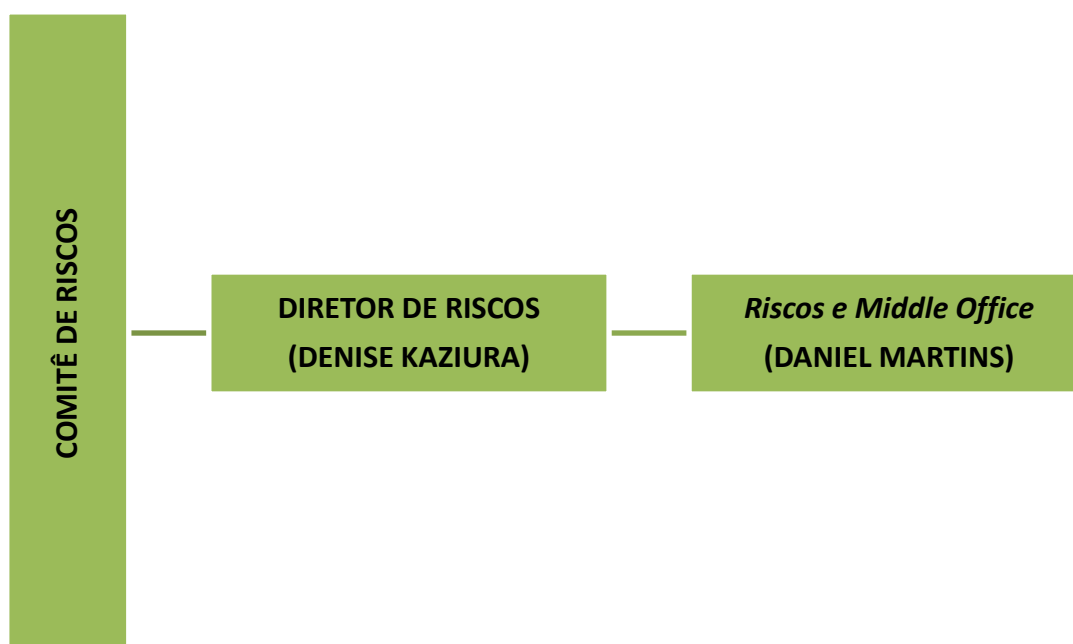 COMITÊ DE RISCOS
DIRETOR DE RISCOS
(DENISE KAZIURA)
Riscos e Middle Office
(DANIEL MARTINS)